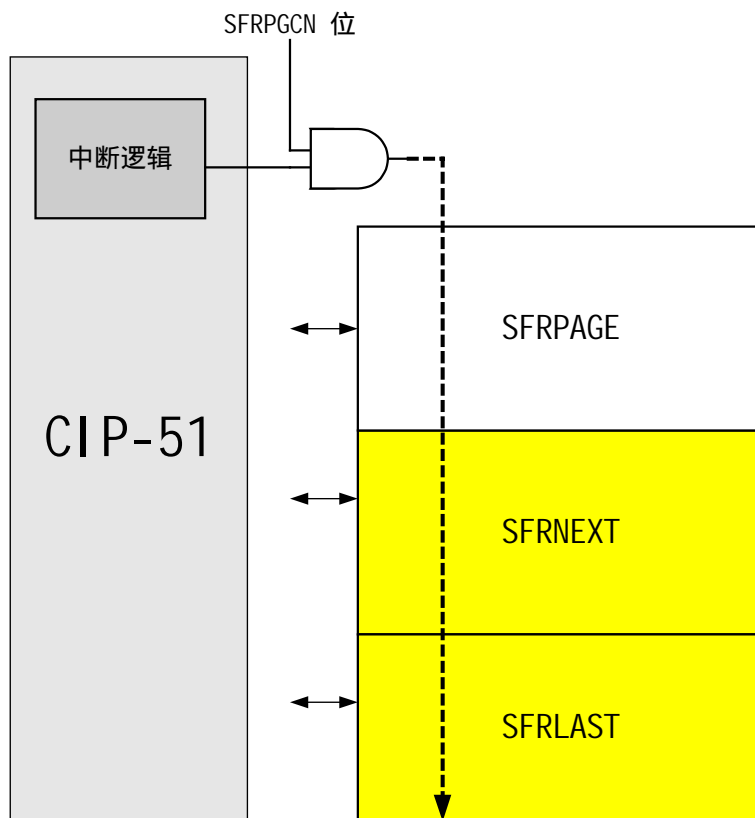 SFRPGCN 位
中断逻辑
SFRPAGE
CIP-51
SFRNEXT
SFRLAST